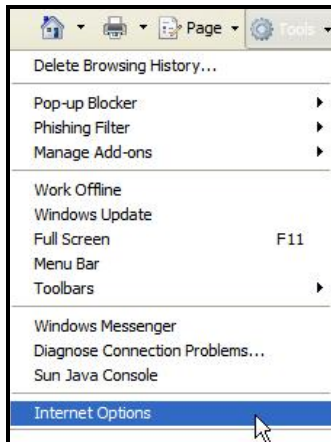 Page Tools
Delete Browsing History...
Pop-up Blocker
Phishing Filter
Manage Add-ons
Work Offline
Windows Update
Full Screen F11
Menu Bar
Toolbars
Windows Messenger
Diagnose Connection Problems...
Sun Java Console
Internet Options